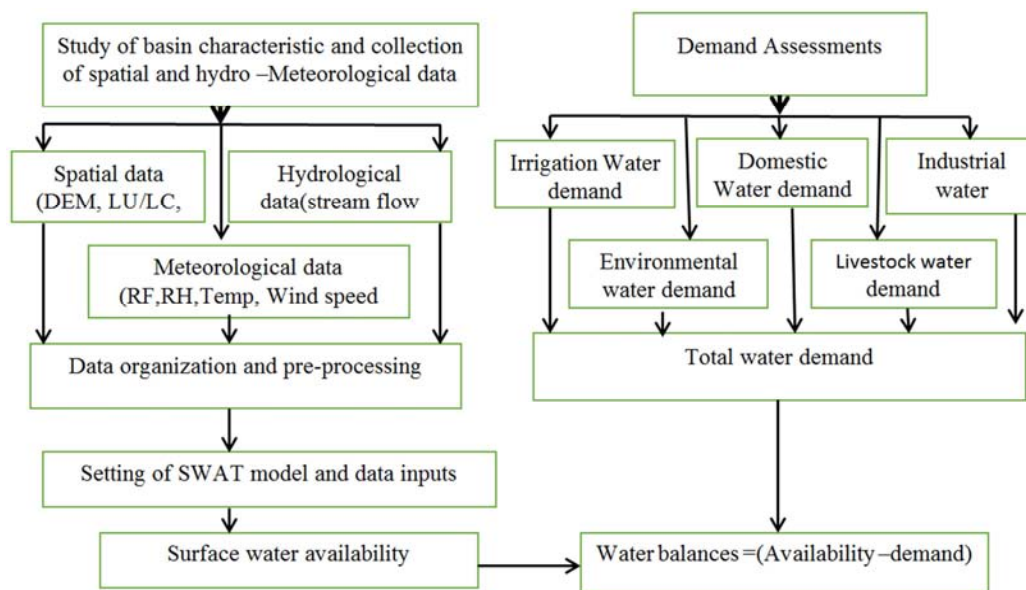 Study of basin characteristic and collection
of spatial and hydro –Meteorological data
Demand Assessments
Spatial data
(DEM, LU/LC,
Hydrological
data(stream flow
Irrigation Water
demand
Domestic
Water demand
Industrial
water
Meteorological data
(RF,RH,Temp, Wind speed
Environmental
water demand
Livestock water
demand
Data organization and pre-processing
Total water demand
Setting of SWAT model and data inputs
Surface water availability
Water balances =(Availability –demand)